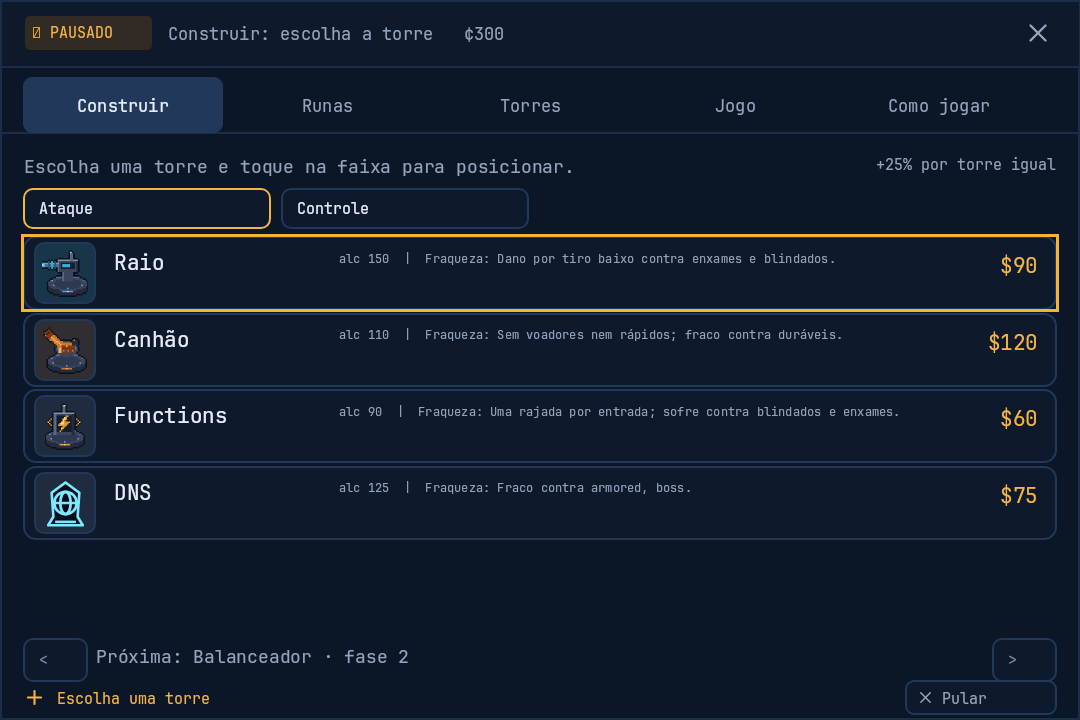 PAUSADO Construir: escolha a torre $300
Construir Runas Torres Jogo Como jogar
Escolha uma torre e toque na faixa para posicionar. +25% por torre igual
Ataque Controle
Raio alc 150 | Fraqueza: Dano por tiro baixo contra enxames e blindados. $90
Canhão alc 110 | Fraqueza: Sem voadores nem rápidos; fraco contra duráveis. $120
Functions alc 90 | Fraqueza: Uma rajada por entrada; sofre contra blindados e enxames. $60
DNS alc 125 | Fraqueza: Fraco contra armored, boss. $75
< Próxima: Balanceador · fase 2 >
+ Escolha uma torre × Pular